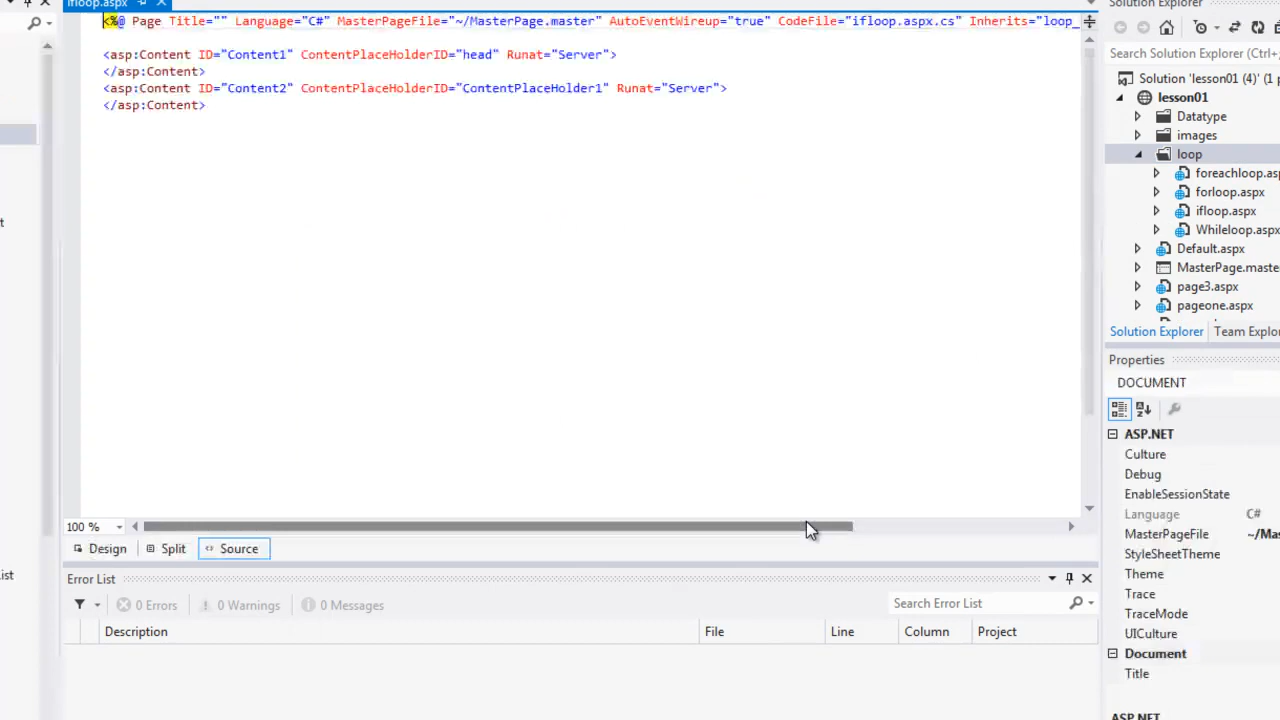 ifloop.aspx
<%@ Page Title="" Language="C#" MasterPageFile="~/MasterPage.master" AutoEventWireup="true" CodeFile="ifloop.aspx.cs" Inherits="loop_
<asp:Content ID="Content1" ContentPlaceHolderID="head" Runat="Server">
</asp:Content>
<asp:Content ID="Content2" ContentPlaceHolderID="ContentPlaceHolder1" Runat="Server">
</asp:Content>
100 %
Design
Split
Source
Error List
0 Errors
0 Warnings
0 Messages
Search Error List
Description
File
Line
Column
Project
Solution Explorer
Search Solution Explorer (Ctrl+;
Solution 'lesson01 (4)' (1 p
lesson01
Datatype
images
loop
foreachloop.asp
forloop.aspx
ifloop.aspx
Whileloop.aspx
Default.aspx
MasterPage.maste
page3.aspx
pageone.aspx
Solution Explorer
Team Explo
Properties
DOCUMENT
ASP.NET
Culture
Debug
EnableSessionState
Language C#
MasterPageFile ~/Mas
StyleSheetTheme
Theme
Trace
TraceMode
UICulture
Document
Title
ASP.NET